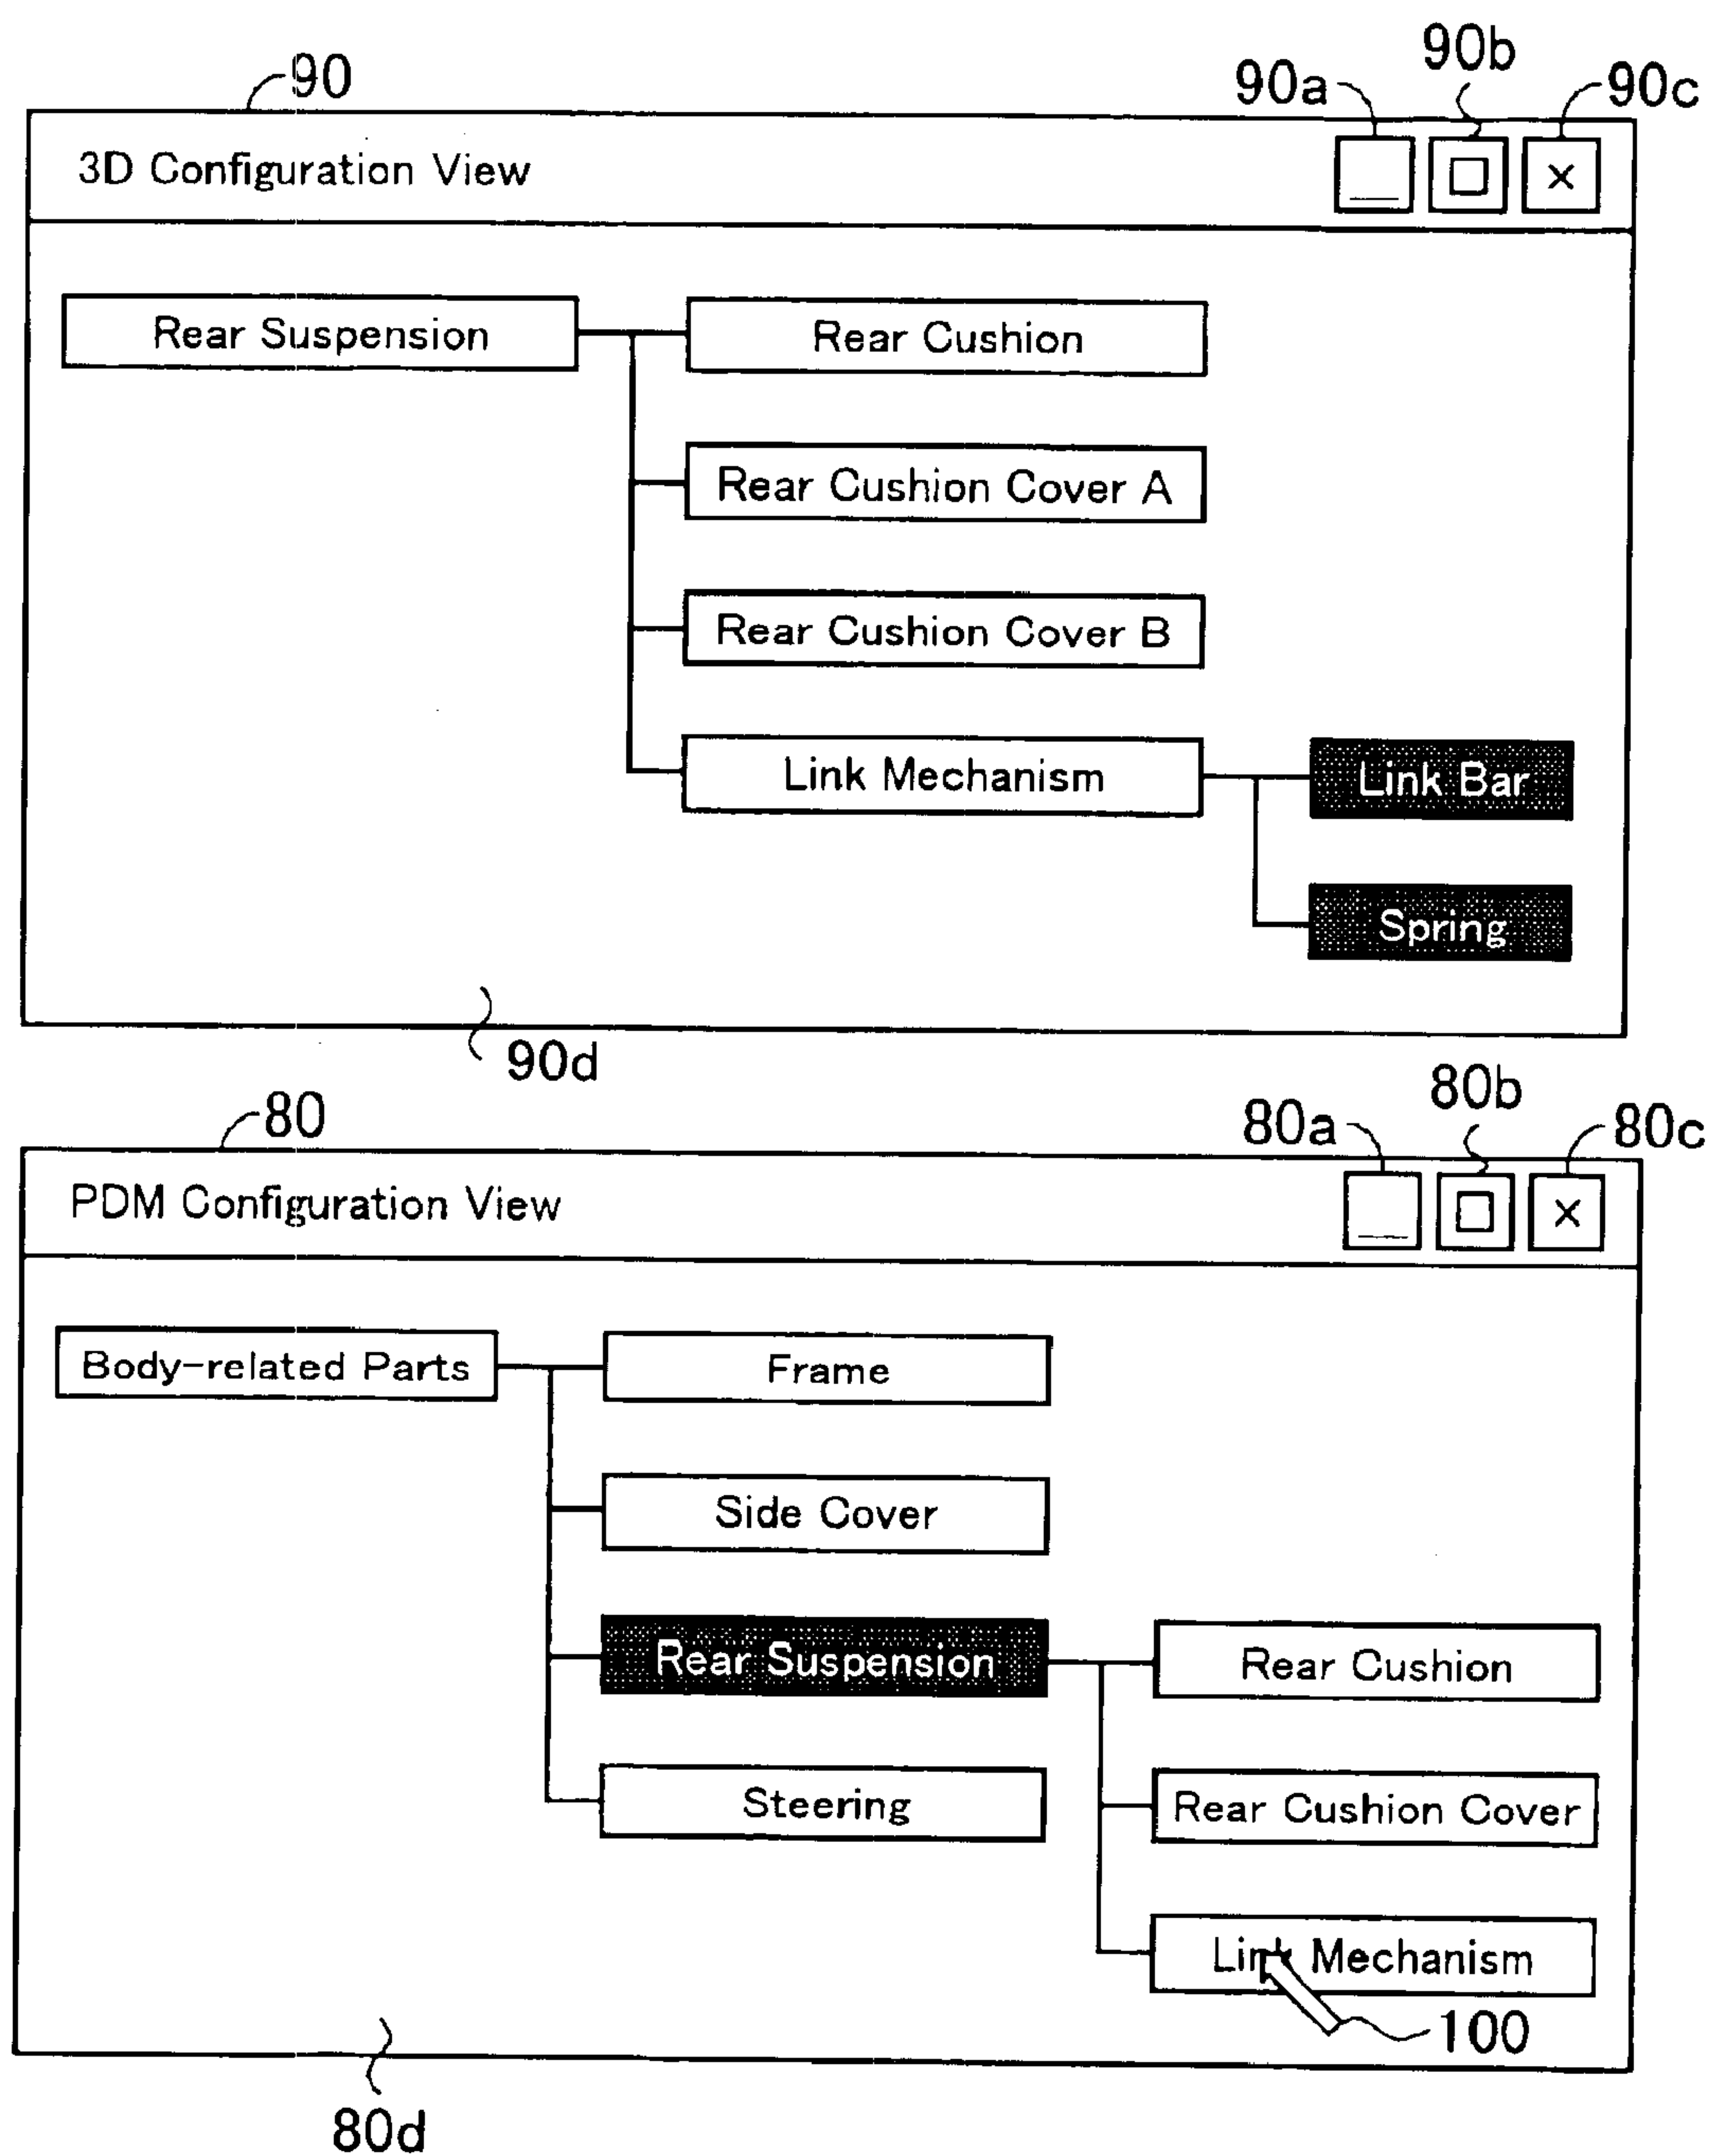 90
90a
90b
90c
3D Configuration View
_ □ ×
Rear Suspension
Rear Cushion
Rear Cushion Cover A
Rear Cushion Cover B
Link Mechanism
Link Bar
Spring
90d
80
80a
80b
80c
PDM Configuration View
_ □ ×
Body-related Parts
Frame
Side Cover
Rear Suspension
Rear Cushion
Steering
Rear Cushion Cover
Link Mechanism
100
80d